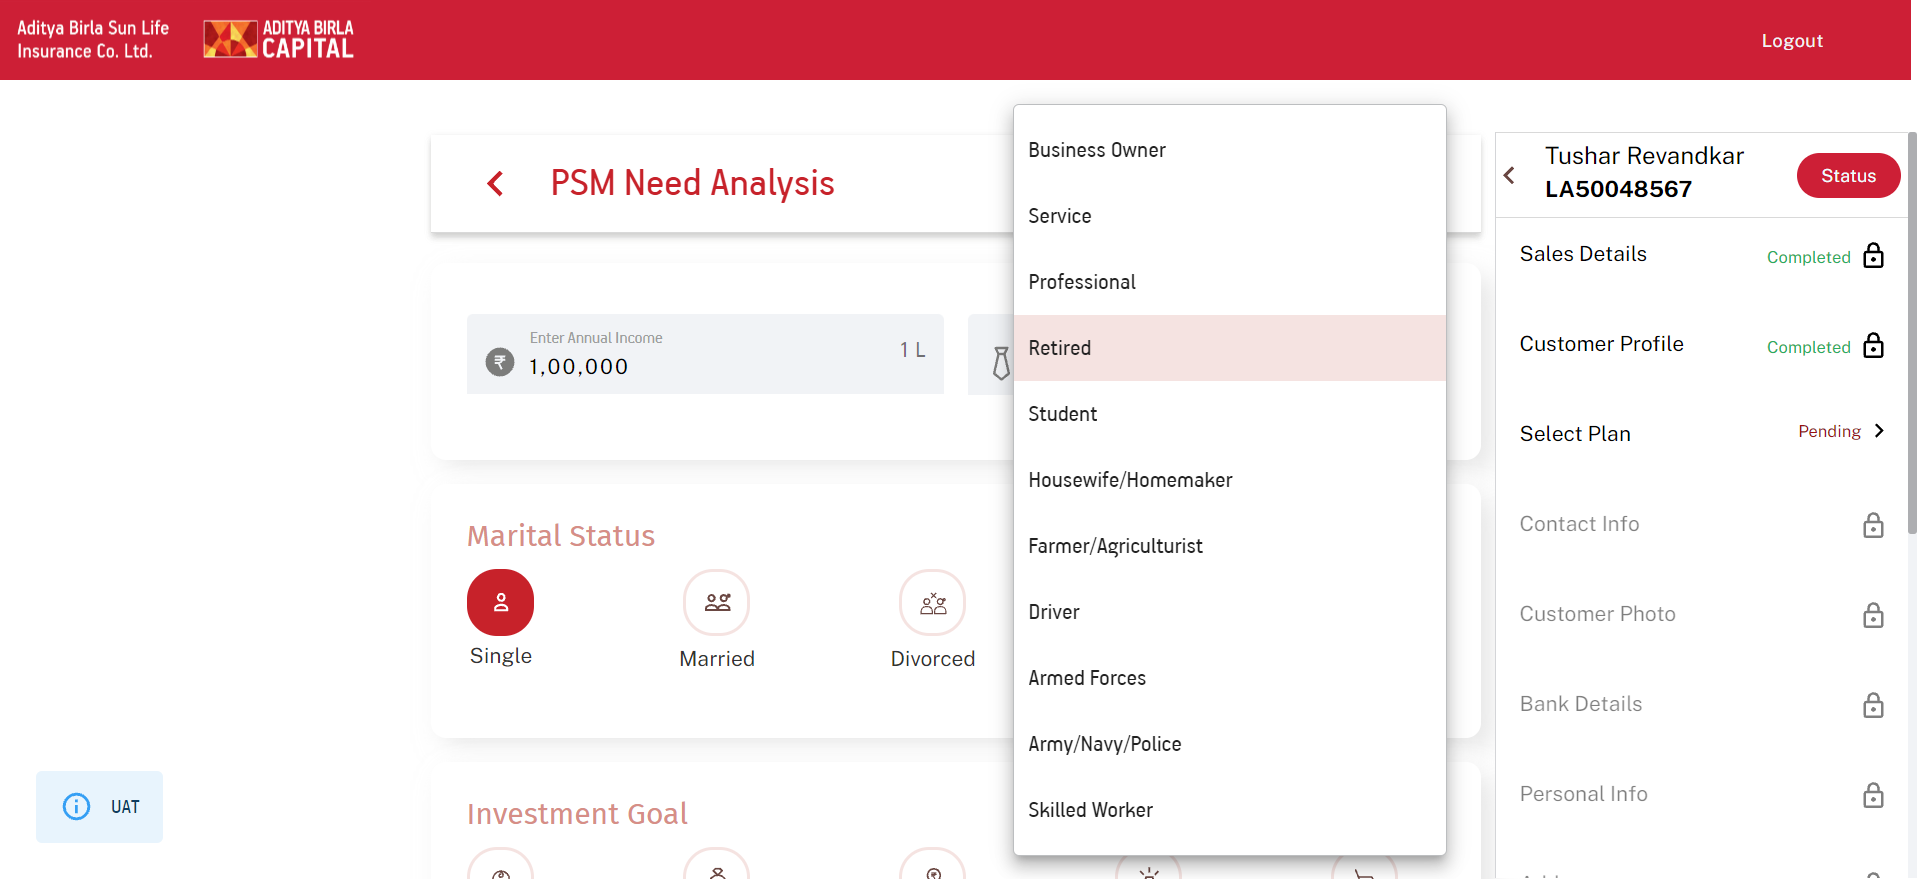 Aditya Birla Sun Life
Insurance Co. Ltd.
ADITYA BIRLA
CAPITAL
Logout
PSM Need Analysis
Enter Annual Income
₹
1,00,000
1 L
Business Owner
Service
Professional
Retired
Student
Housewife/Homemaker
Farmer/Agriculturist
Driver
Armed Forces
Army/Navy/Police
Skilled Worker
Marital Status
Single
Married
Divorced
Investment Goal
UAT
Tushar Revandkar
LA50048567
Status
Sales Details
Completed
Customer Profile
Completed
Select Plan
Pending
Contact Info
Customer Photo
Bank Details
Personal Info